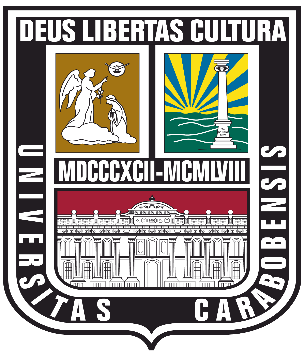 DEUS LIBERTAS CULTURA
MDCCCXCII-MCMLVIII
UNIVERSITAS CARABOBENSIS